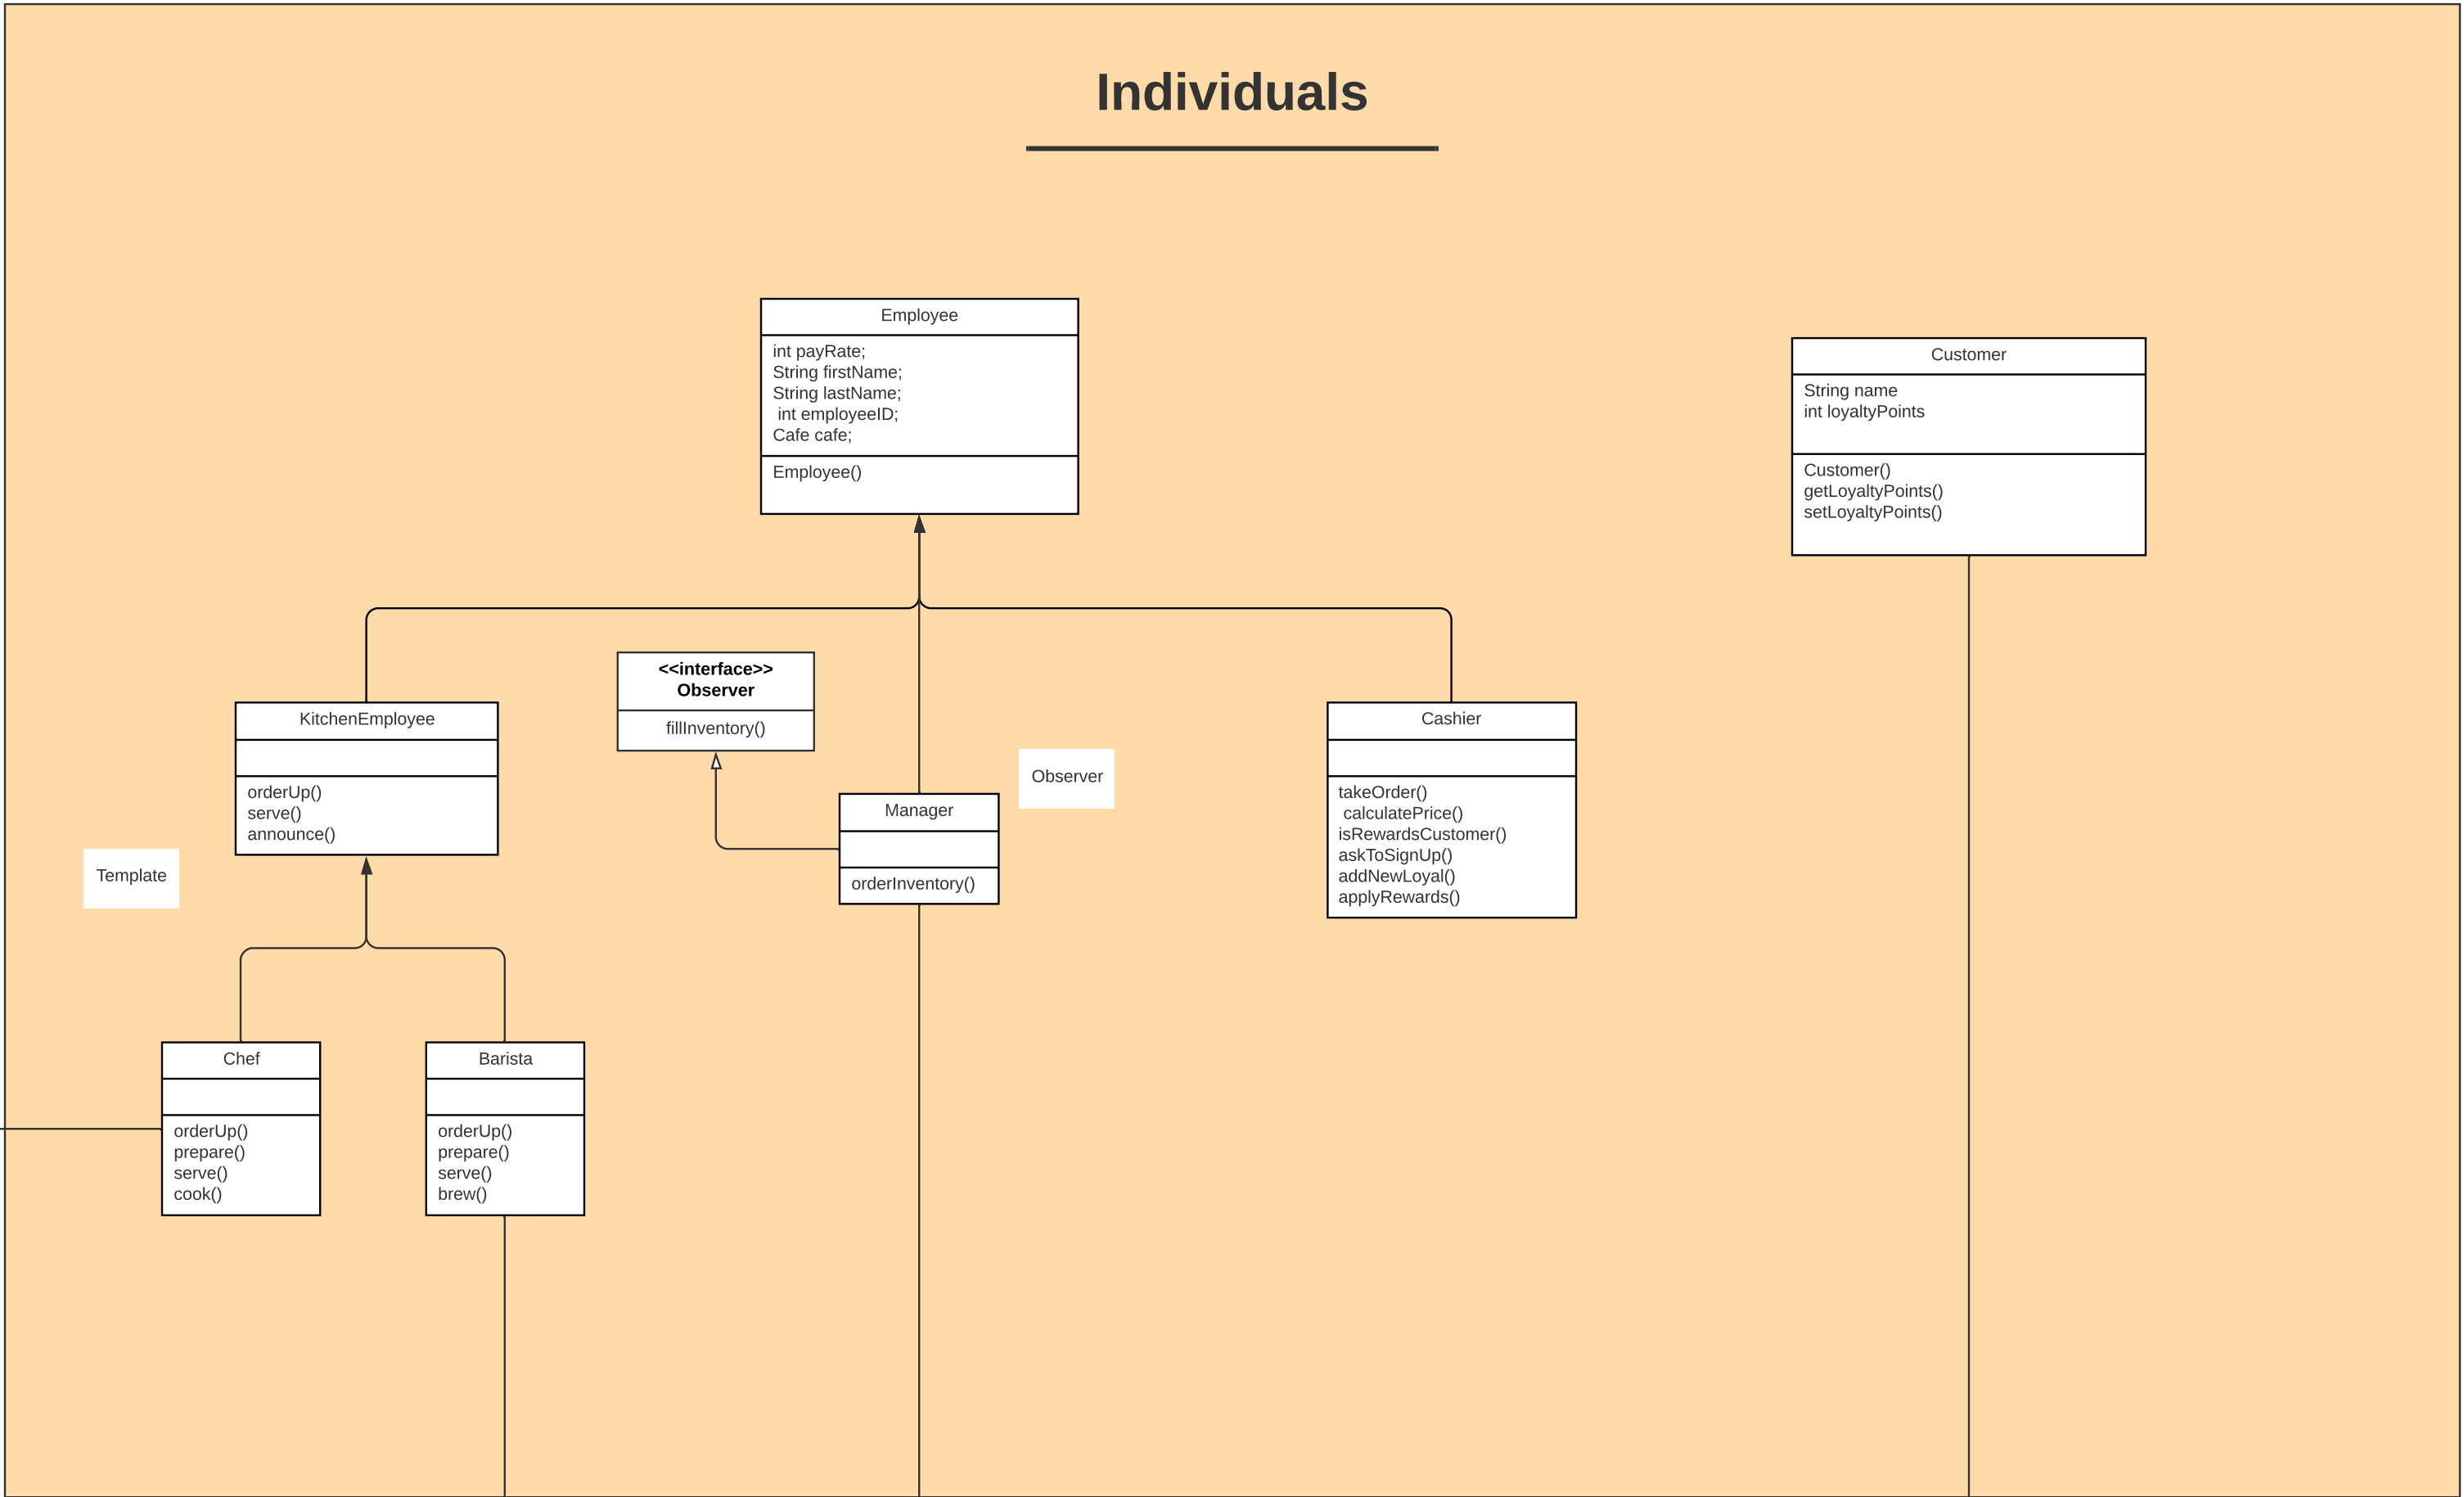 Individuals
Employee
int payRate;
String firstName;
String lastName;
int employeeID;
Cafe cafe;
Employee()
Customer
String name
int loyaltyPoints
Customer()
getLoyaltyPoints()
setLoyaltyPoints()
<<interface>>
Observer
fillInventory()
KitchenEmployee
orderUp()
serve()
announce()
Manager
orderInventory()
Observer
Cashier
takeOrder()
calculatePrice()
isRewardsCustomer()
askToSignUp()
addNewLoyal()
applyRewards()
Template
Chef
orderUp()
prepare()
serve()
cook()
Barista
orderUp()
prepare()
serve()
brew()